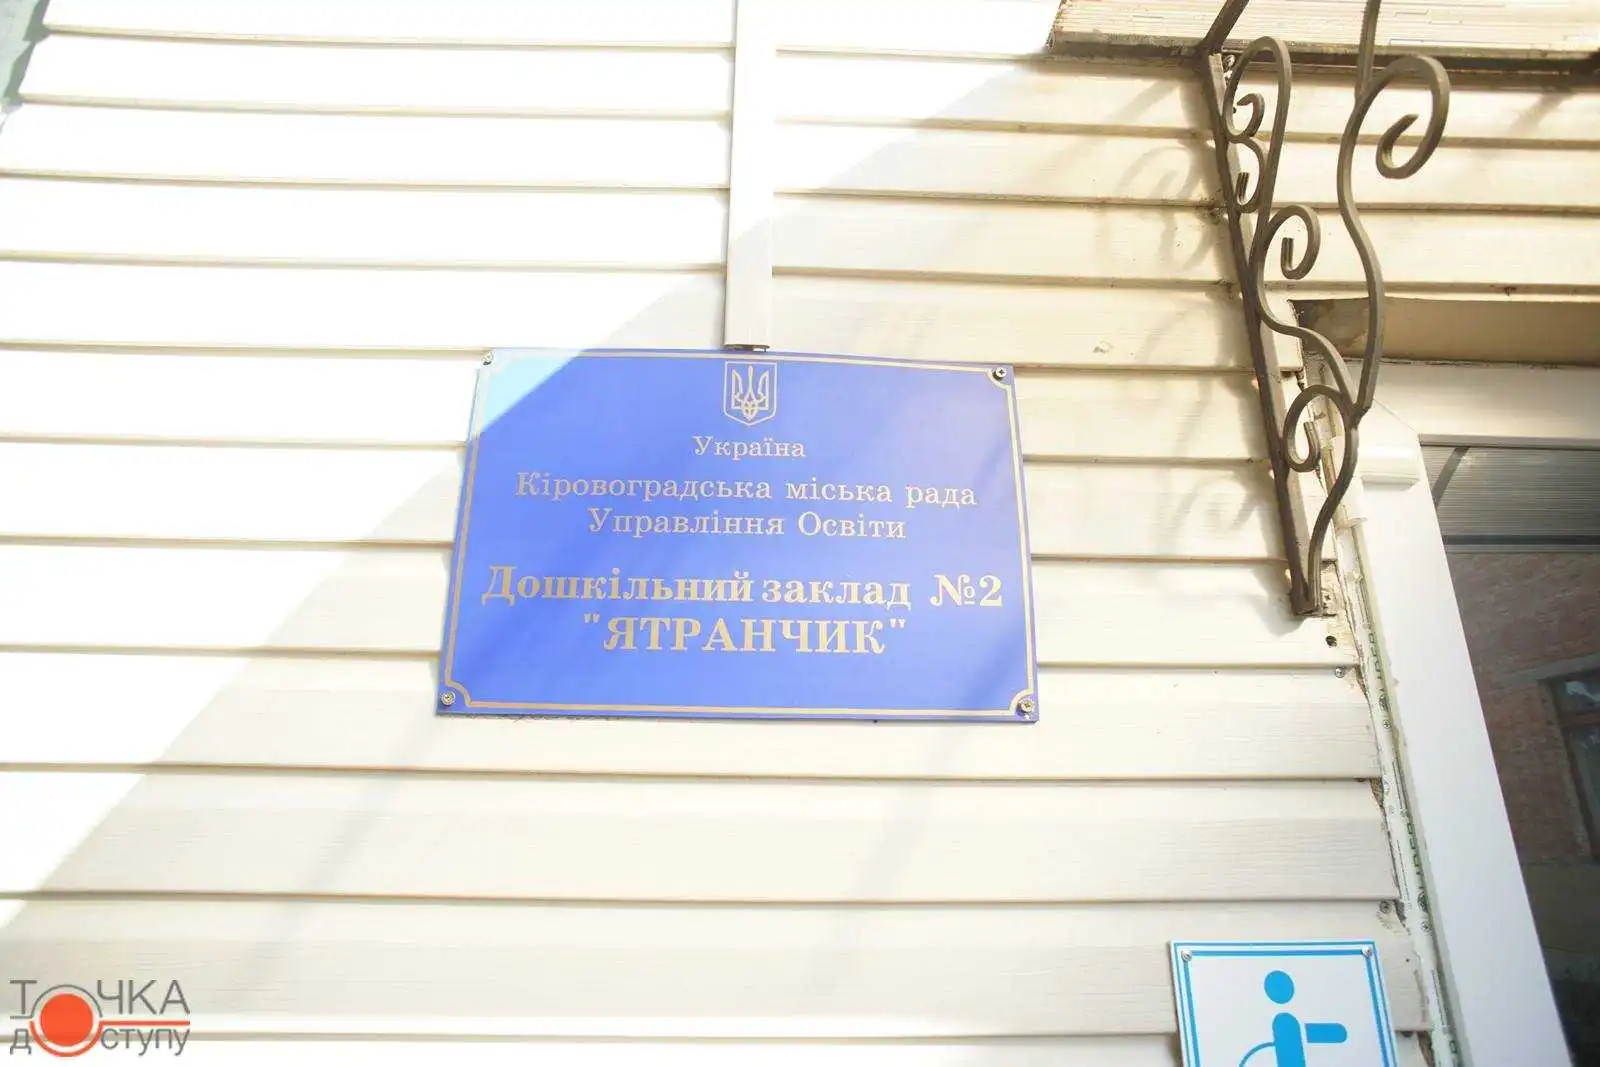 Україна
Кіровоградська міська рада
Управління Освіти
Дошкільний заклад №2
"ЯТРАНЧИК"
ТОЧКА
доступу